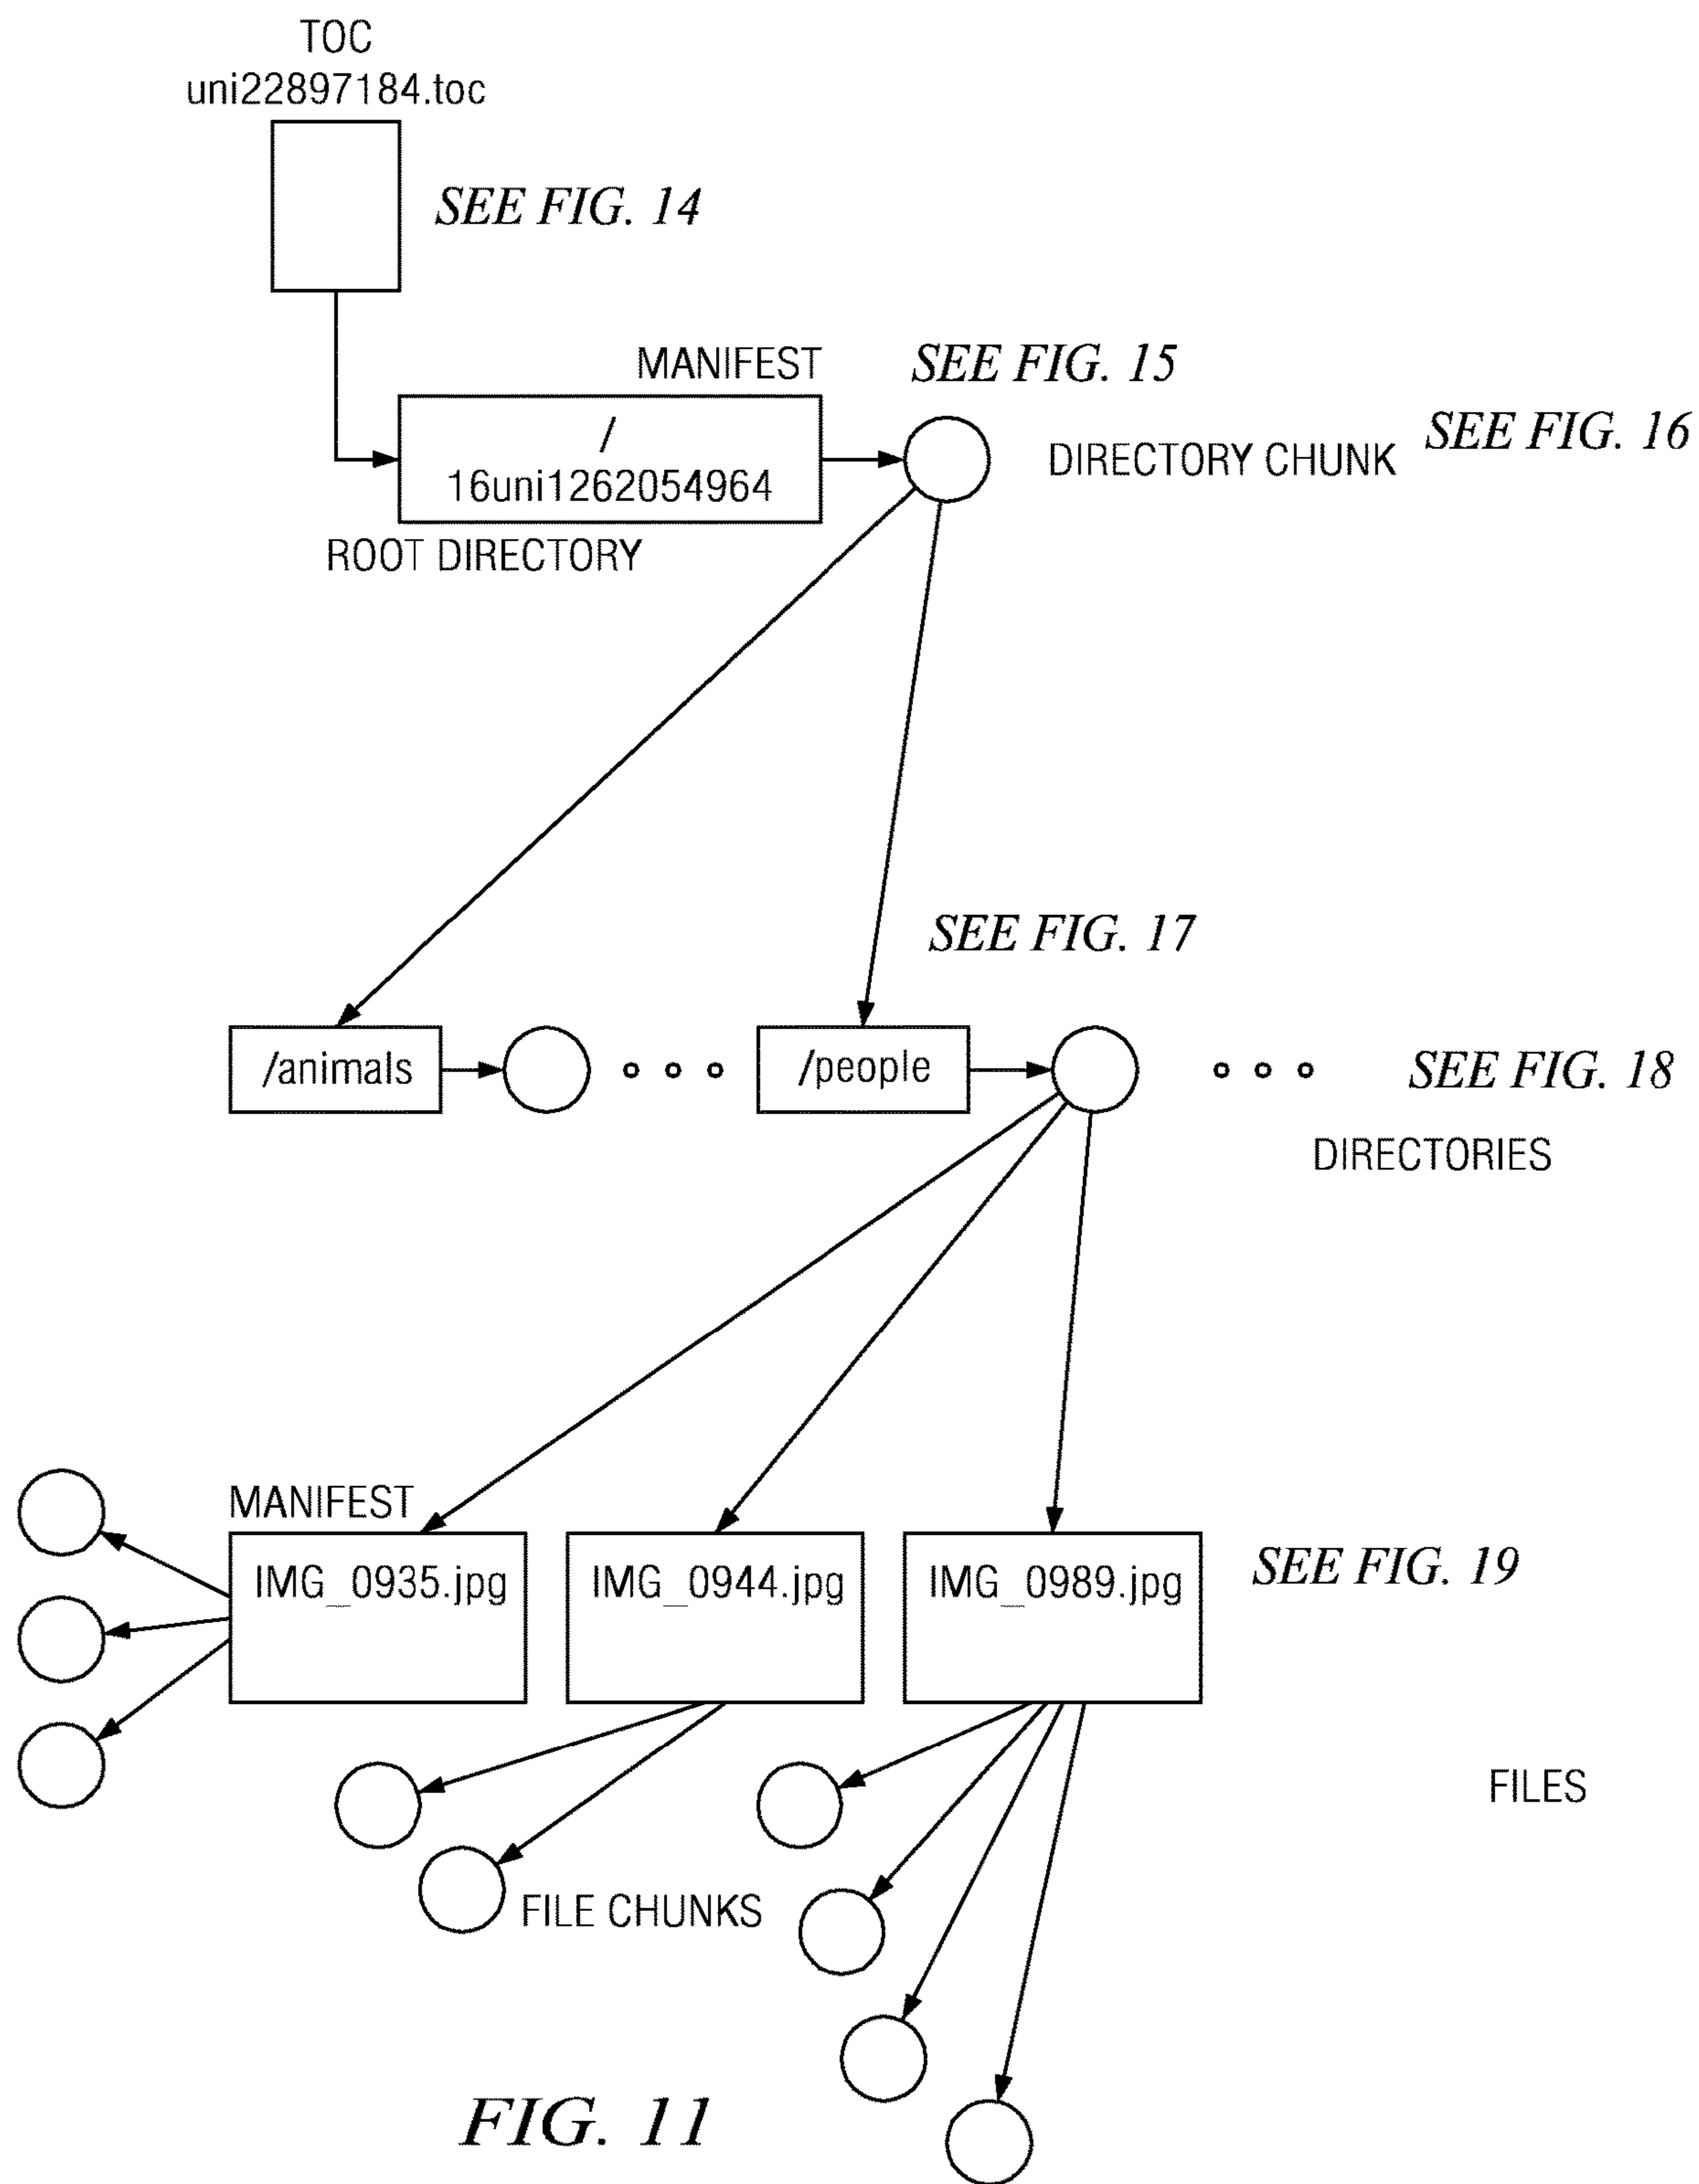 TOC
uni22897184.toc
SEE FIG. 14
MANIFEST
SEE FIG. 15
/
16uni1262054964
DIRECTORY CHUNK
SEE FIG. 16
ROOT DIRECTORY
SEE FIG. 17
/animals
/people
SEE FIG. 18
DIRECTORIES
MANIFEST
IMG_0935.jpg
IMG_0944.jpg
IMG_0989.jpg
SEE FIG. 19
FILES
FILE CHUNKS
FIG. 11